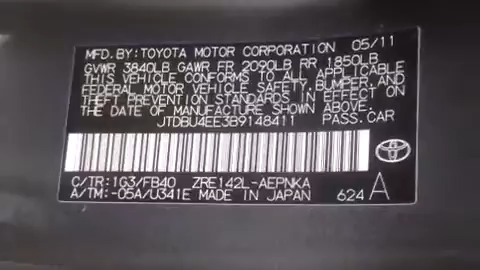 MFD.BY:TOYOTA MOTOR CORPORATION 05/11
GVWR 3840LB GAWR FR 2090LB RR 1850LB
THIS VEHICLE CONFORMS TO ALL APPLICABLE
FEDERAL MOTOR VEHICLE SAFETY, BUMPER, AND
THEFT PREVENTION STANDARDS IN EFFECT ON
THE DATE OF MANUFACTURE SHOWN ABOVE.
JTDBU4EE3B9148411 PASS.CAR
C/TR:1G3/FB40 ZRE142L-AEPNKA
A/TM:-05A/U341E MADE IN JAPAN 624 A